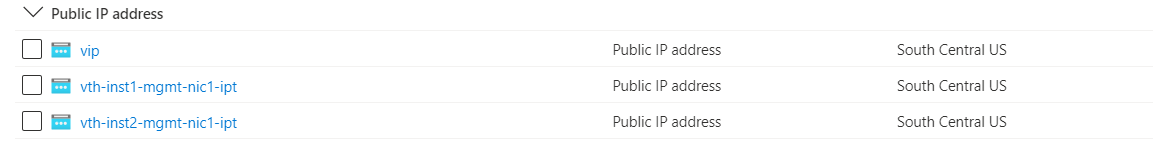 Public IP address
vip Public IP address South Central US
vth-inst1-mgmt-nic1-ipt Public IP address South Central US
vth-inst2-mgmt-nic1-ipt Public IP address South Central US